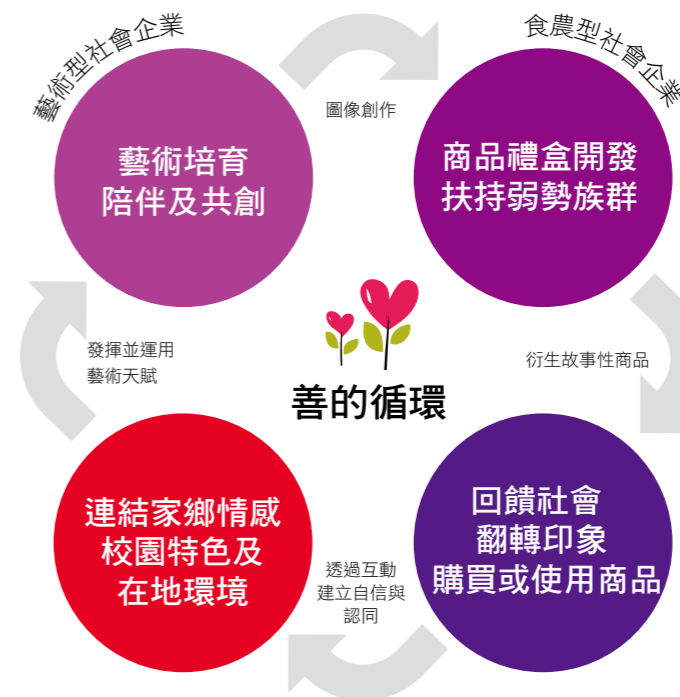 藝術型社會企業
食農型社會企業
圖像創作
藝術培育
陪伴及共創
商品禮盒開發
扶持弱勢族群
發揮並運用
藝術天賦
衍生故事性商品
善的循環
連結家鄉情感
校園特色及
在地環境
回饋社會
翻轉印象
購買或使用商品
透過互動
建立自信與
認同